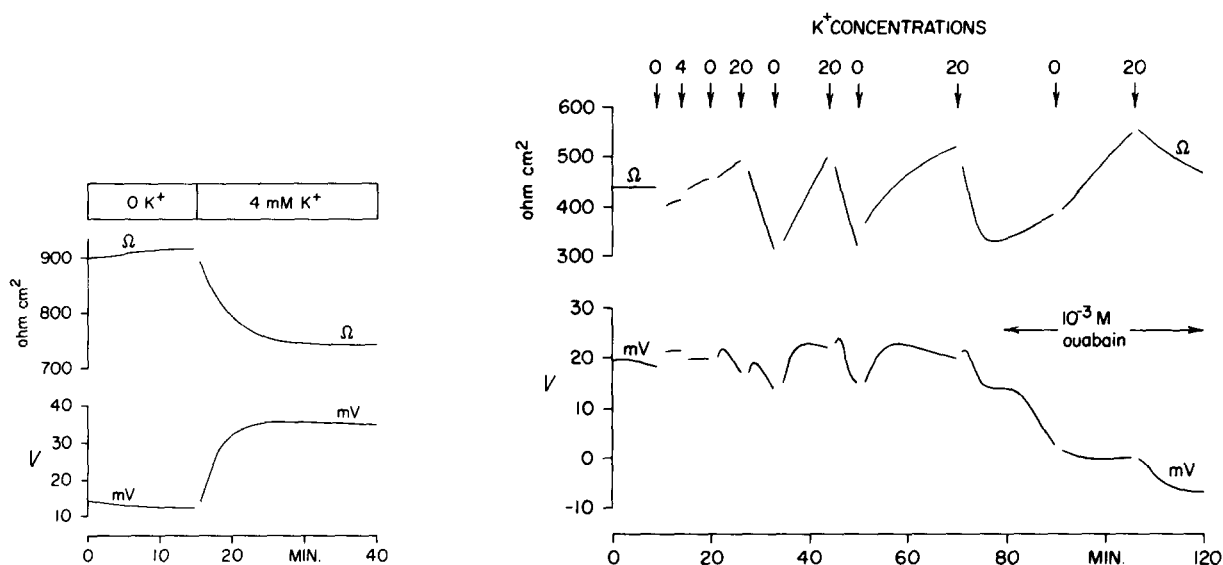 0 K+ 4 mM K+
Ω
900
800
700
ohm cm2
Ω
40
30
20
10
V
mV
mV
0 10 20 MIN. 40
K+ CONCENTRATIONS
0 4 0 20 0 20 0 20 0 20
600
500
400
300
ohm cm2
Ω
Ω
30
20
10
0
-10
V
mV
10-3 M
ouabain
mV
0 20 40 60 80 MIN. 120